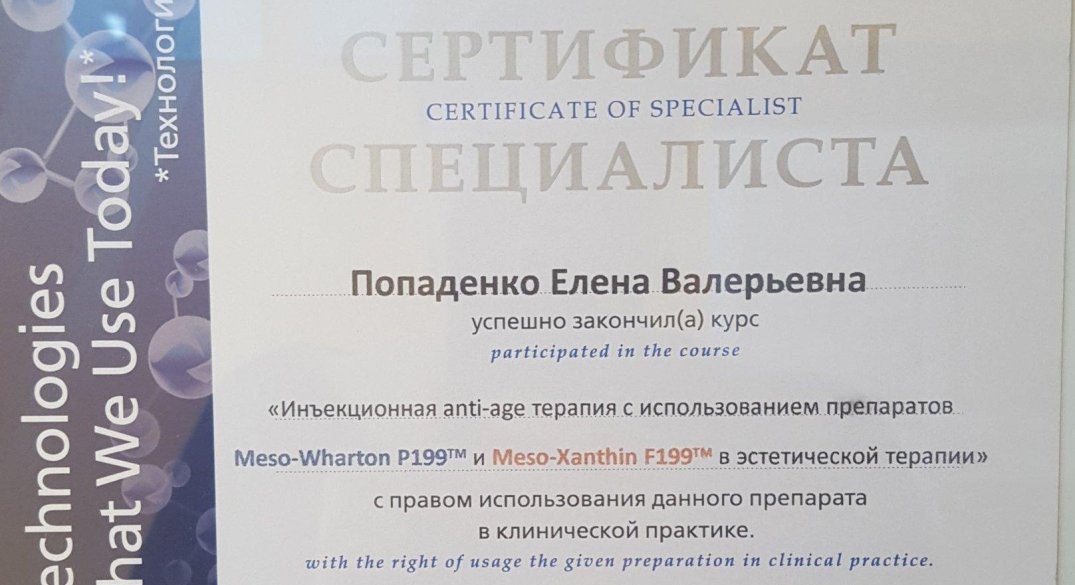 СЕРТИФИКАТ
CERTIFICATE OF SPECIALIST
СПЕЦИАЛИСТА
Попаденко Елена Валерьевна
успешно закончил(а) курс
participated in the course
«Инъекционная anti-age терапия с использованием препаратов
Meso-Wharton P199™ и Meso-Xanthin F199™ в эстетической терапии»
с правом использования данного препарата
в клинической практике.
with the right of usage the given preparation in clinical practice.
echnologies
hat We Use Today!*
*Технологи